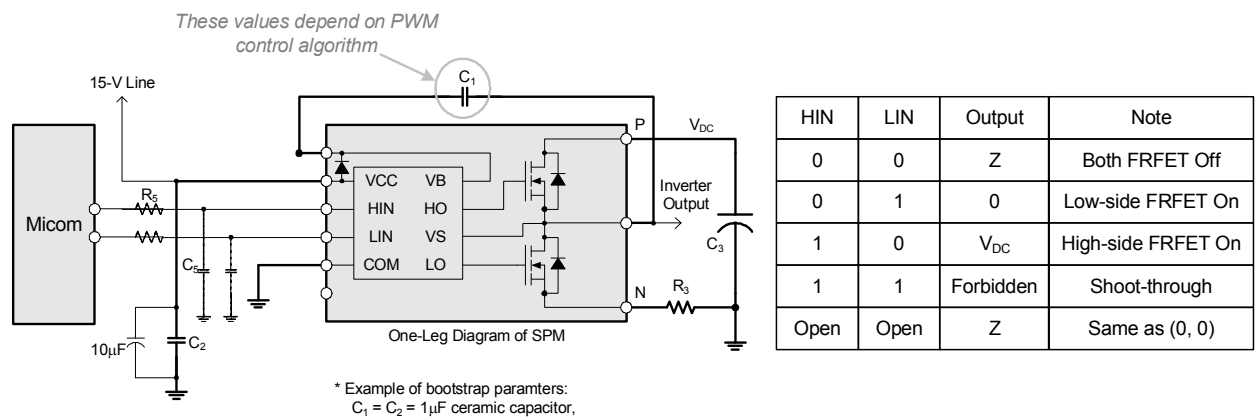 These values depend on PWM
control algorithm
15-V Line
C₁
P
V_DC
R₅
Micom
VCC VB
HIN HO
LIN VS
COM LO
Inverter
Output
C₃
C₅
R₃
N
10μF
C₂
One-Leg Diagram of SPM
* Example of bootstrap paramters:
C₁ = C₂ = 1μF ceramic capacitor,
HIN LIN Output Note
0 0 Z Both FRFET Off
0 1 0 Low-side FRFET On
1 0 V_DC High-side FRFET On
1 1 Forbidden Shoot-through
Open Open Z Same as (0, 0)